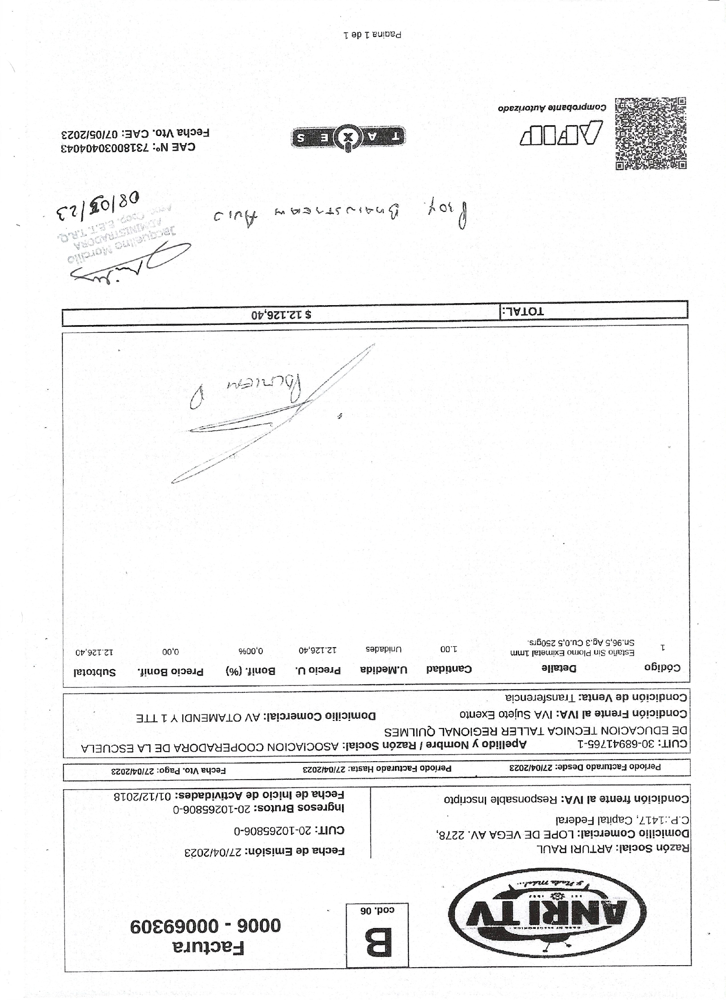 ANRI TV
y Nada más!...
B
cod. 06
Factura
0006 - 00069309
Razón Social: ARTURI RAUL
Domicilio Comercial: LOPE DE VEGA AV. 2278,
C.P.:1417, Capital Federal
Condición frente al IVA: Responsable Inscripto
Fecha de Emisión: 27/04/2023
CUIT: 20-10265806-0
Ingresos Brutos: 20-10265806-0
Fecha de Inicio de Actividades: 01/12/2018
Periodo Facturado Desde: 27/04/2023 Periodo Facturado Hasta: 27/04/2023 Fecha Vto. Pago: 27/04/2023
CUIT: 30-68941765-1 Apellido y Nombre / Razón Social: ASOCIACION COOPERADORA DE LA ESCUELA
DE EDUCACION TECNICA TALLER REGIONAL QUILMES
Condición Frente al IVA: IVA Sujeto Exento Domicilio Comercial: AV OTAMENDI Y 1 TTE
Condición de Venta: Transferencia
Código Detalle Cantidad U.Medida Precio U. Bonif. (%) Precio Bonif. Subtotal
1 Estaño Sin Plomo Eximetal 1mm 1.00 Unidades 12.126,40 0,00% 0,00 12.126,40
Sn.96,5 Ag.3 Cu.0,5 250grs.
TOTAL: $ 12.126,40
Jacqueline Morcillo
ADMINISTRADORA
Asoc. Coop. E.E.T. T.R.Q.
08/05/23
AFIP
Comprobante Autorizado
TAXES
CAE Nº: 73180030404043
Fecha Vto. CAE: 07/05/2023
Pagina 1 de 1